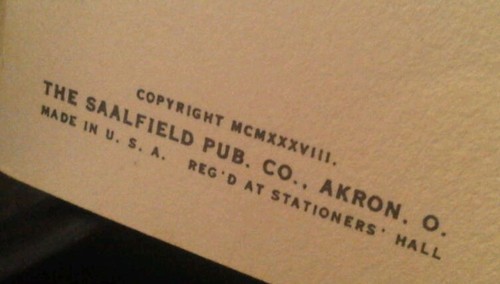 COPYRIGHT MCMXXXVIII.
THE SAALFIELD PUB. CO., AKRON. O.
MADE IN U. S. A. REG'D AT STATIONERS' HALL